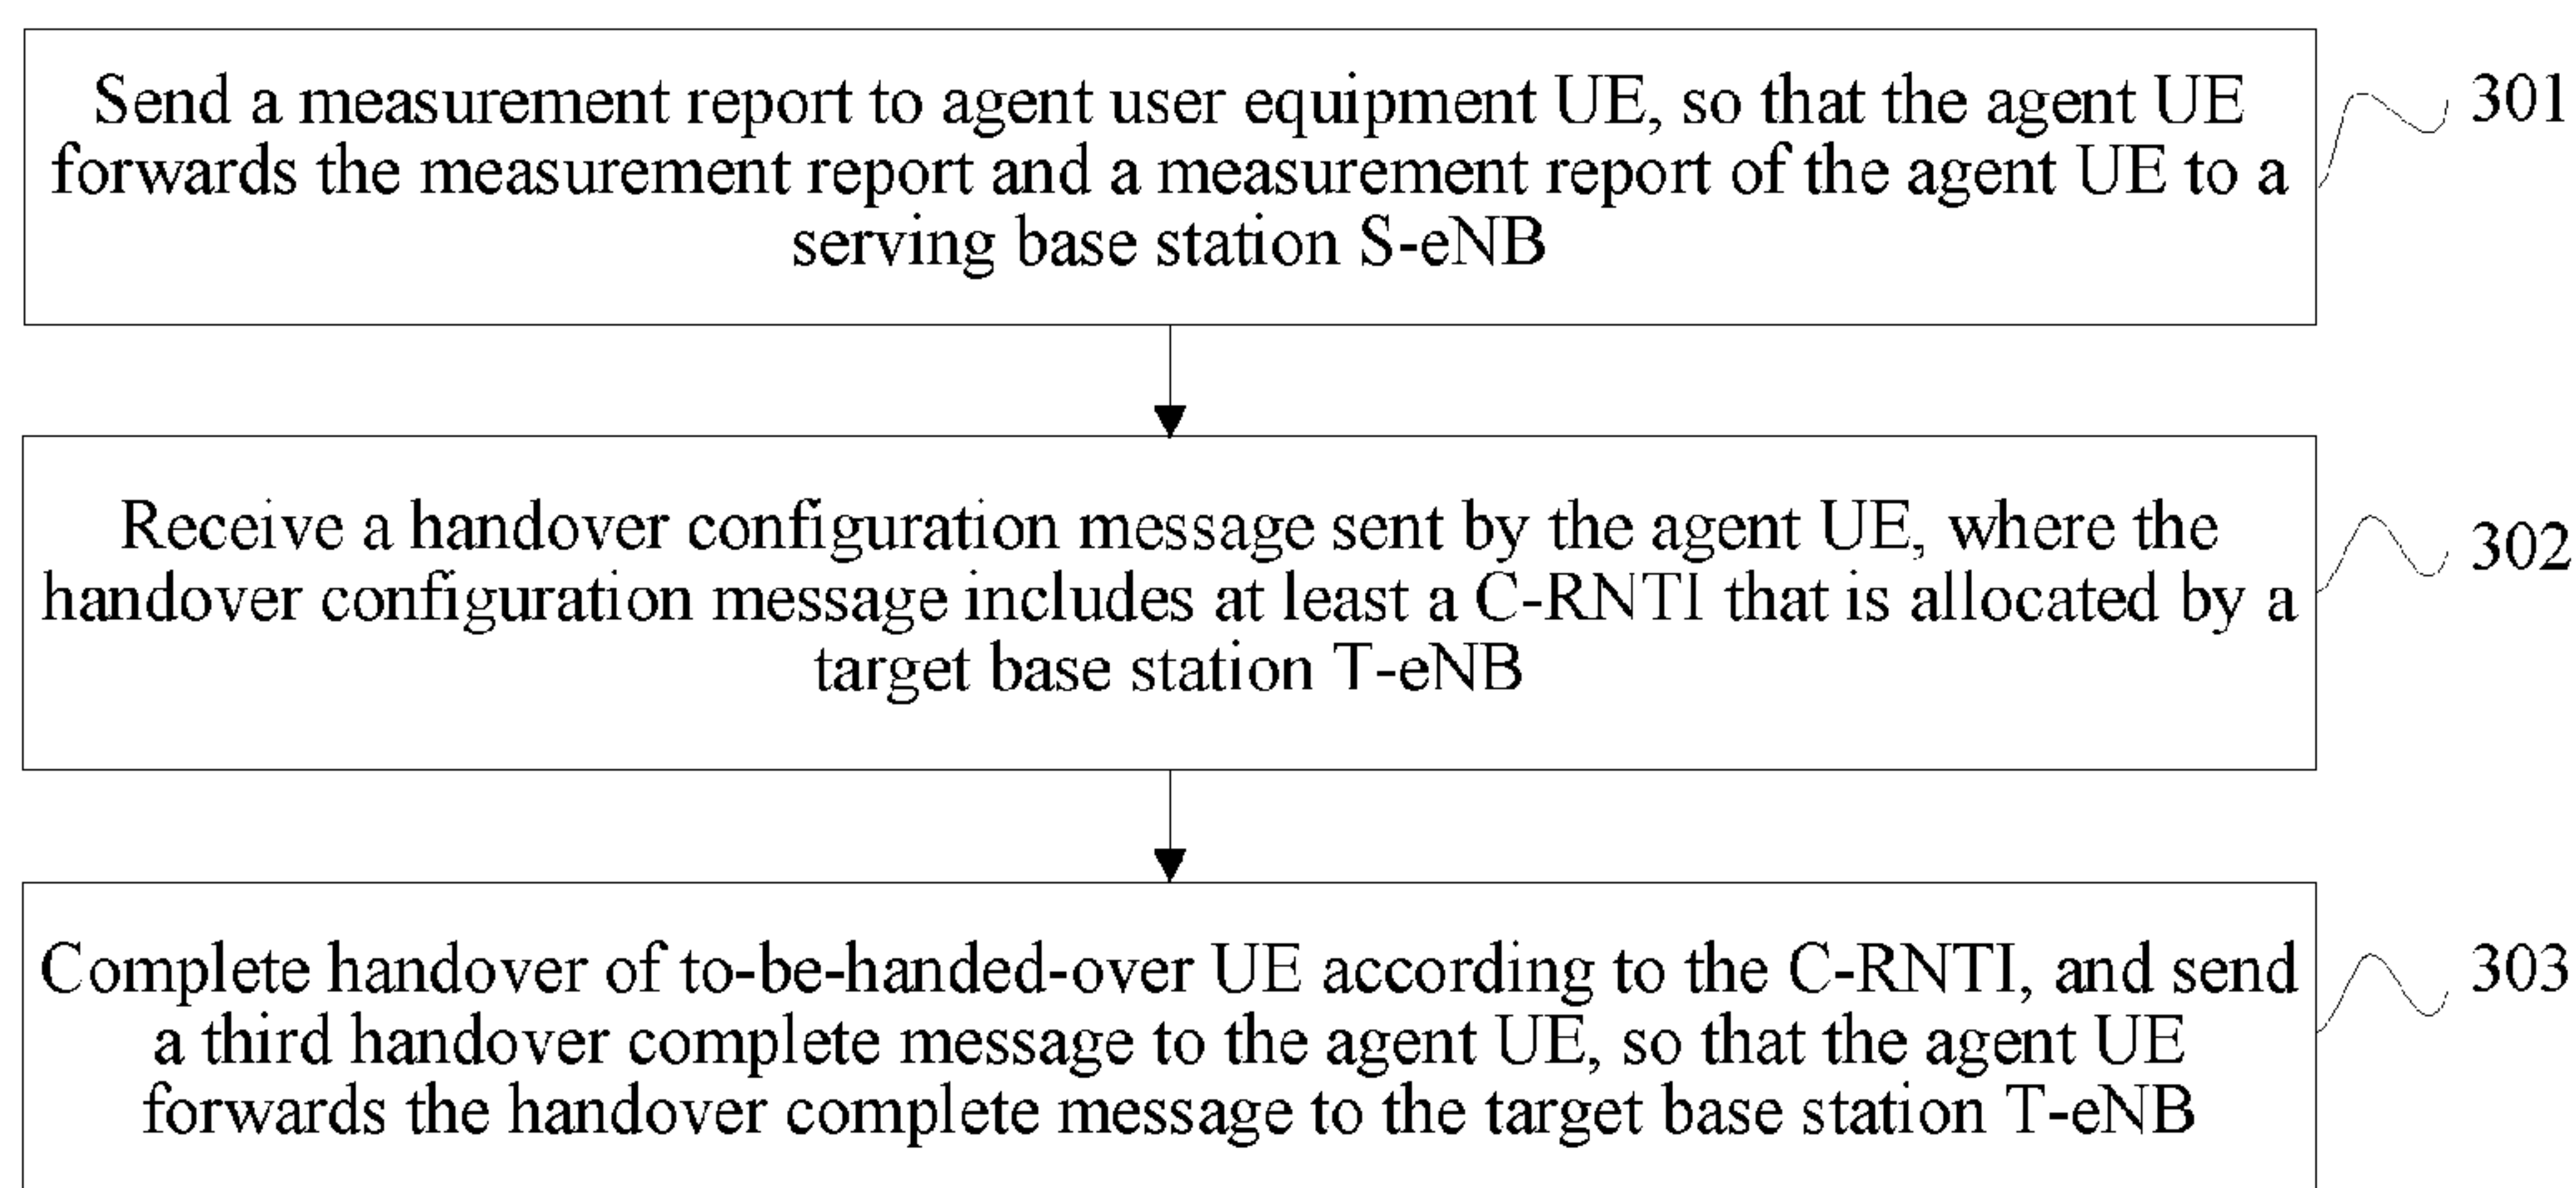 Send a measurement report to agent user equipment UE, so that the agent UE
forwards the measurement report and a measurement report of the agent UE to a
serving base station S-eNB
301
Receive a handover configuration message sent by the agent UE, where the
handover configuration message includes at least a C-RNTI that is allocated by a
target base station T-eNB
302
Complete handover of to-be-handed-over UE according to the C-RNTI, and send
a third handover complete message to the agent UE, so that the agent UE
forwards the handover complete message to the target base station T-eNB
303